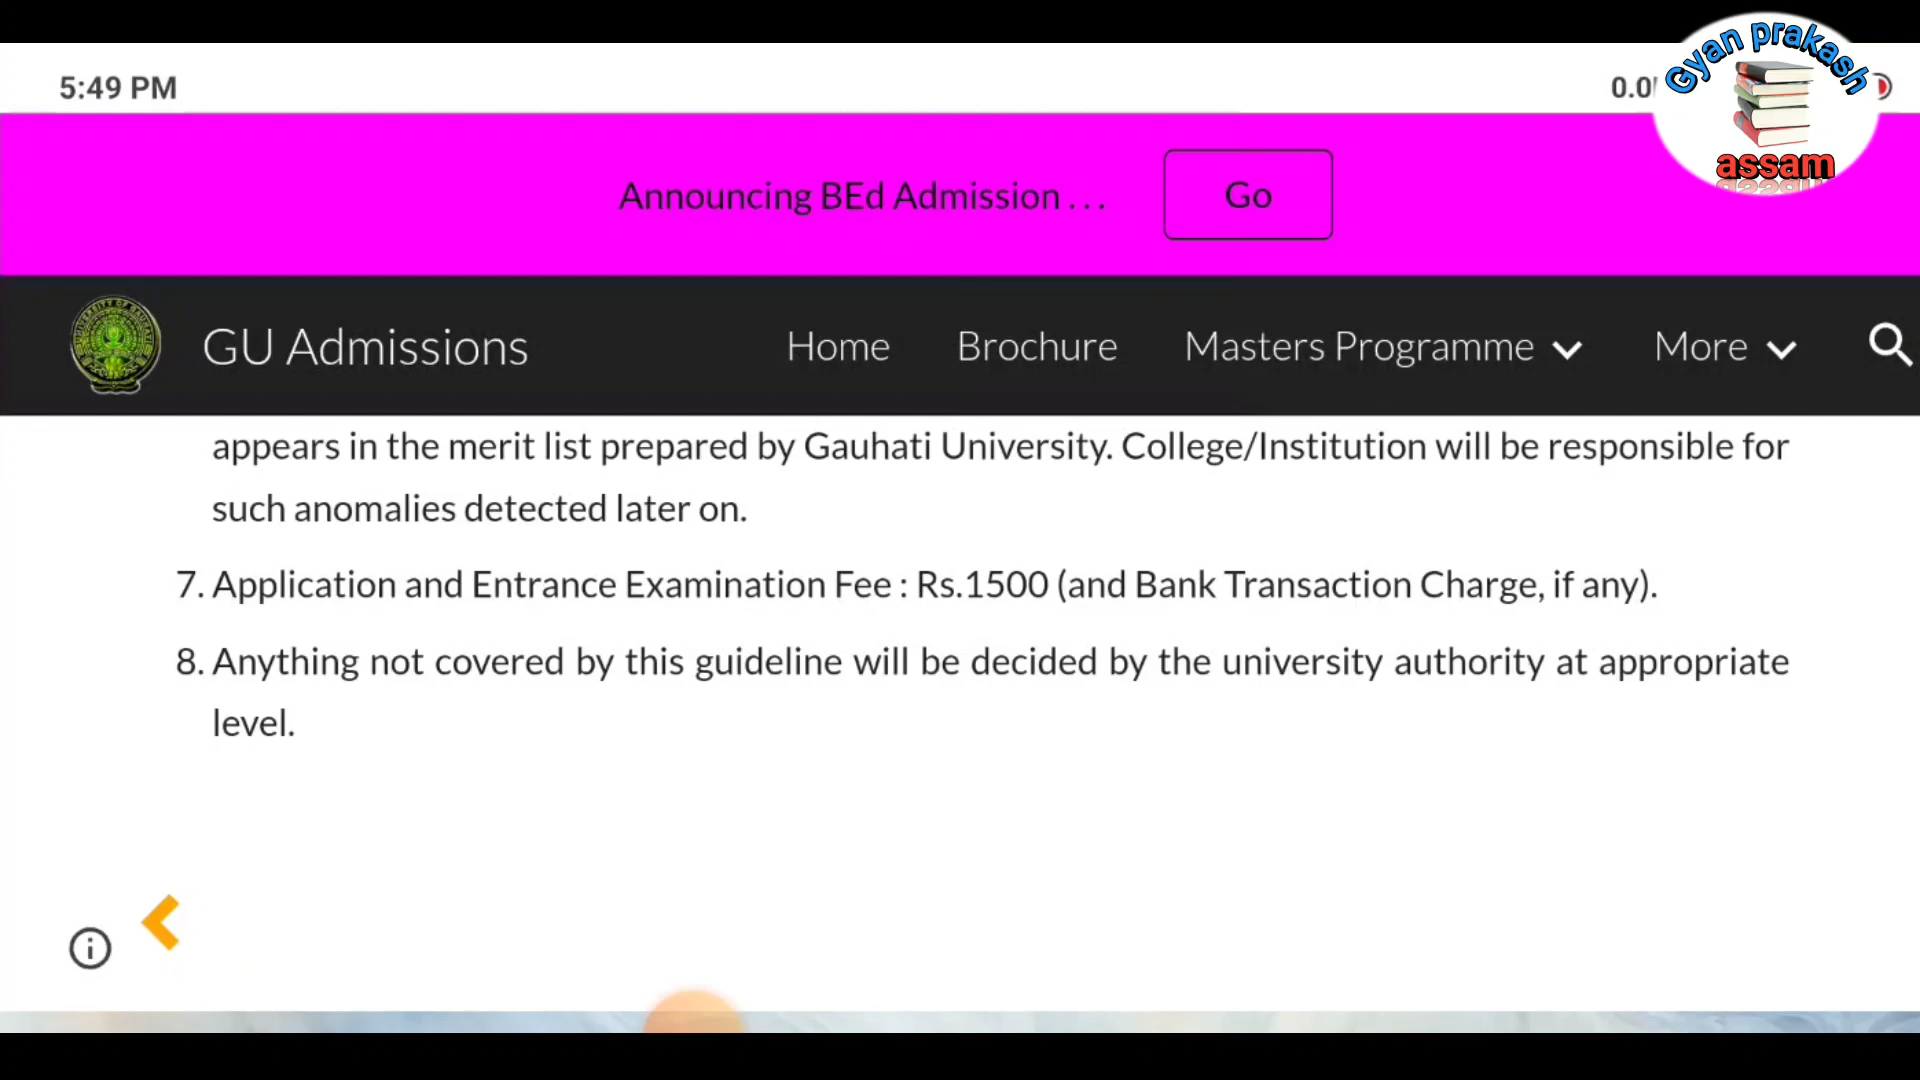 Gyan prakash
5:49 PM
0.0
assam
Announcing BEd Admission . . .
Go
GU Admissions
Home
Brochure
Masters Programme
More
appears in the merit list prepared by Gauhati University. College/Institution will be responsible for
such anomalies detected later on.
7. Application and Entrance Examination Fee : Rs.1500 (and Bank Transaction Charge, if any).
8. Anything not covered by this guideline will be decided by the university authority at appropriate
level.